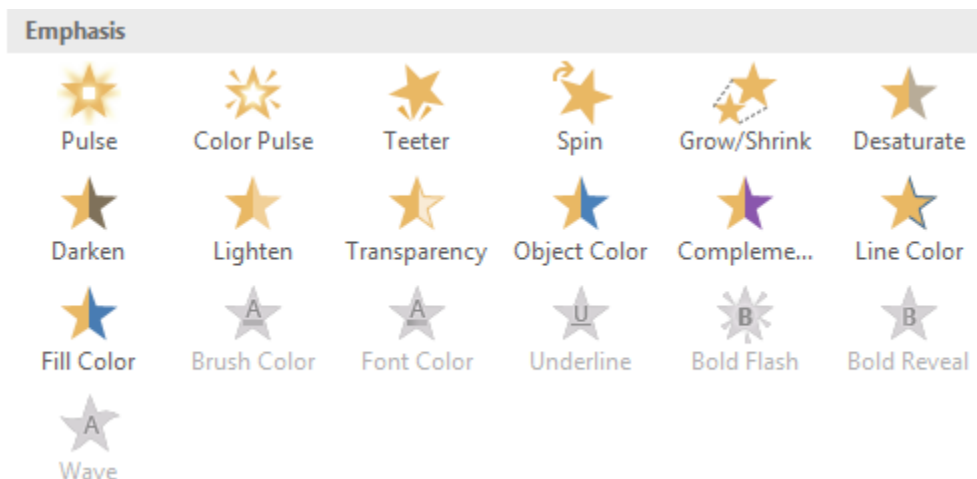 Emphasis
Pulse Color Pulse Teeter Spin Grow/Shrink Desaturate
Darken Lighten Transparency Object Color Compleme... Line Color
A A U B B
Fill Color Brush Color Font Color Underline Bold Flash Bold Reveal
A
Wave